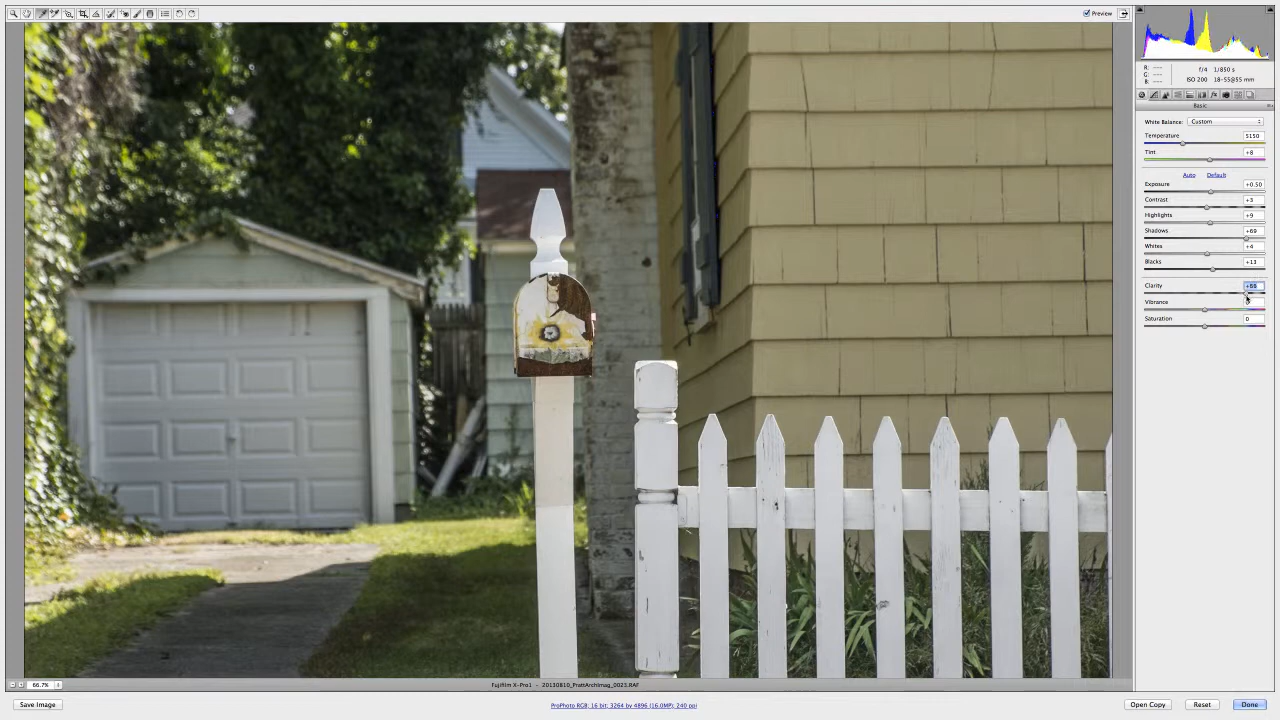 Preview
R: ---
G: ---
B: ---
f/4 1/850 s
ISO 200 18-55@55 mm
Basic
White Balance: Custom
Temperature 5150
Tint +8
Auto Default
Exposure +0.50
Contrast +3
Highlights +9
Shadows +69
Whites +4
Blacks +11
Clarity +68
Vibrance
Saturation 0
66.7%
Fujifilm X-Pro1 - 20130810_PrattArchImag_0023.RAF
Save Image
ProPhoto RGB; 16 bit; 3264 by 4896 (16.0MP); 240 ppi
Open Copy
Reset
Done